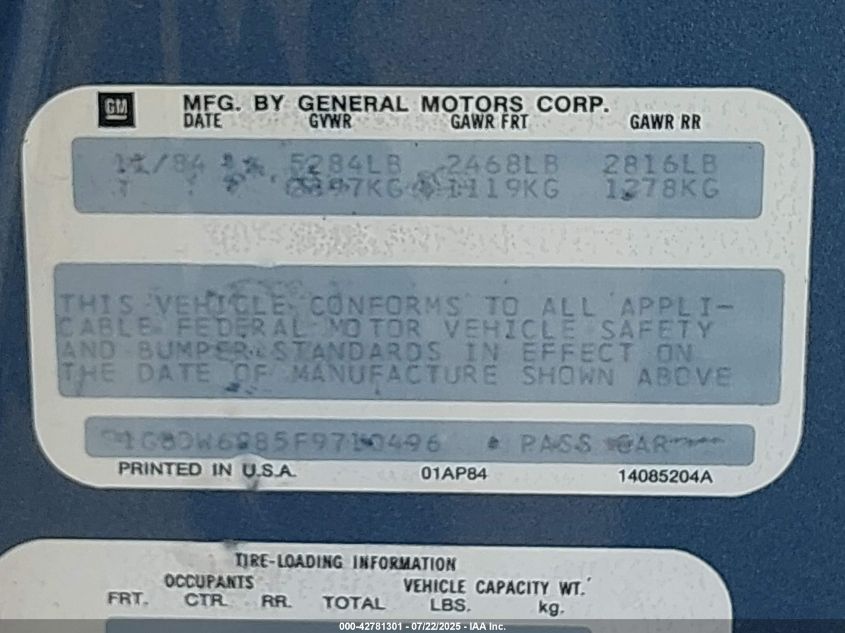 GM
MFG. BY GENERAL MOTORS CORP.
DATE GVWR GAWR FRT GAWR RR
11/84 5284LB 2468LB 2816LB
2397KG 1119KG 1278KG
THIS VEHICLE CONFORMS TO ALL APPLI-
CABLE FEDERAL MOTOR VEHICLE SAFETY
AND BUMPER STANDARDS IN EFFECT ON
THE DATE OF MANUFACTURE SHOWN ABOVE
PASS CAR
PRINTED IN U.S.A. 01AP84 14085204A
TIRE-LOADING INFORMATION
OCCUPANTS VEHICLE CAPACITY WT.
FRT. CTR. RR. TOTAL LBS. kg.
000-42781301 - 07/22/2025 - IAA Inc.